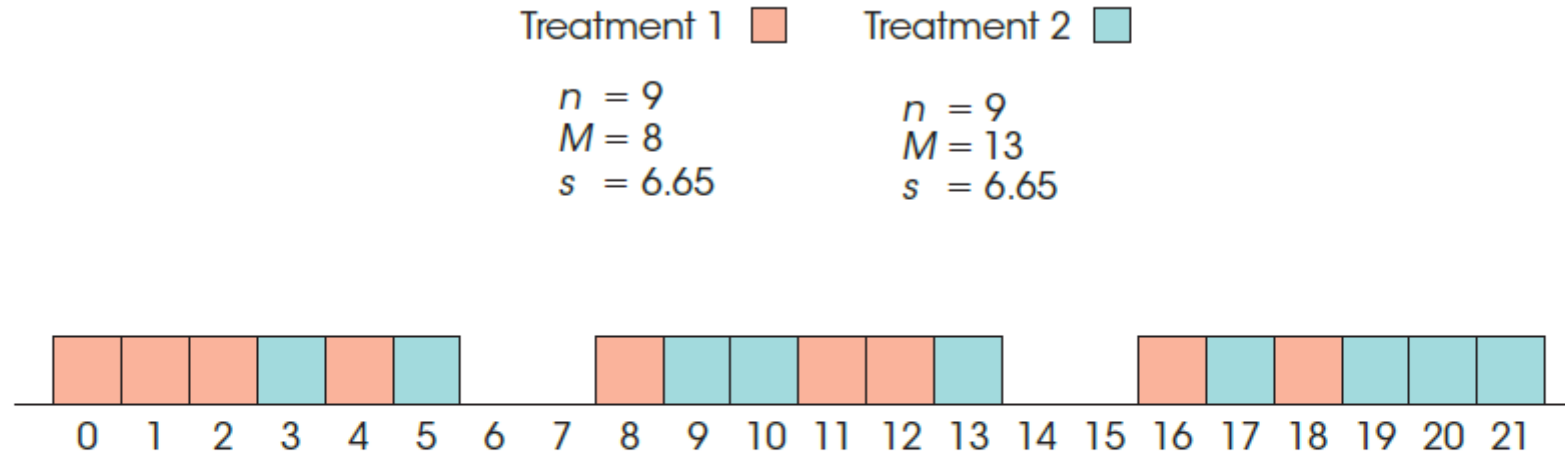 Treatment 1 Treatment 2
n = 9
M = 8
s = 6.65
n = 9
M = 13
s = 6.65
0 1 2 3 4 5 6 7 8 9 10 11 12 13 14 15 16 17 18 19 20 21